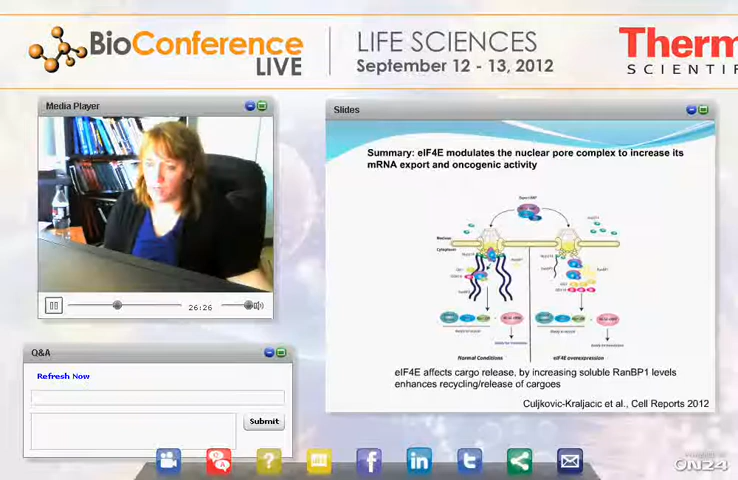 BioConference
LIVE
LIFE SCIENCES
September 12 - 13, 2012
Therm
SCIENTIF
Media Player
26:26
Q&A
Refresh Now
Submit
Slides
Summary: eIF4E modulates the nuclear pore complex to increase its
mRNA export and oncogenic activity
Nucleus
Cytoplasm
Normal Conditions
eIF4E overexpression
eIF4E affects cargo release, by increasing soluble RanBP1 levels
enhances recycling/release of cargoes
Culjkovic-Kraljacic et al., Cell Reports 2012
Q
A
?
f
in
ON24